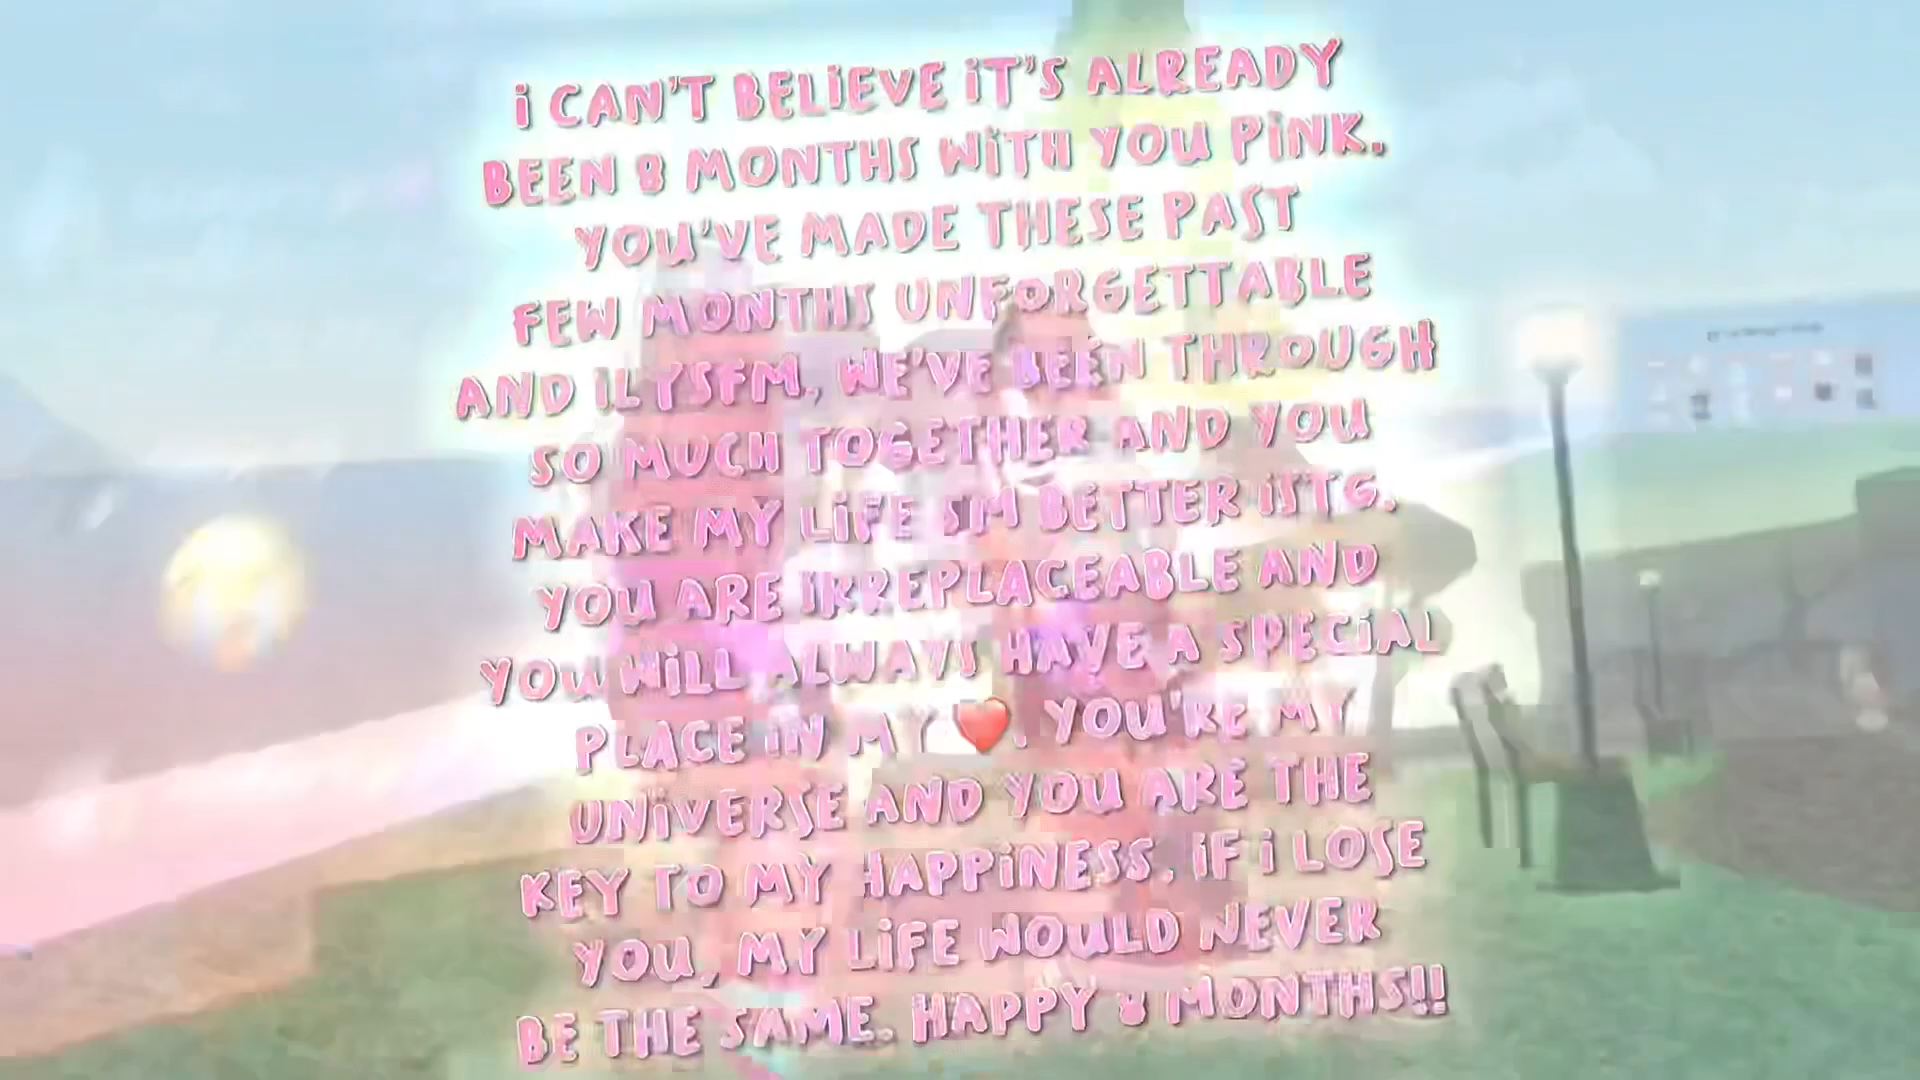 i CAN'T BELiEVE iT'S ALREADY
BEEN 8 MONTHS WiTH YOU PiNK.
YOU'VE MADE THESE PAST
FEW MONTHS UNFORGETTABLE
AND ILYSFM, WE'VE BEEN THROUGH
SO MUCH TOGETHER AND YOU
MAKE MY LiFE SM BETTER iSTG.
YOU ARE IRREPLACEABLE AND
YOU WiLL ALWAYS HAVE A SPECiAL
PLACE iN MY ❤️. YOU'RE MY
UNiVERSE AND YOU ARE THE
KEY TO MY HAPPiNESS. iF i LOSE
YOU, MY LiFE WOULD NEVER
BE THE SAME. HAPPY 8 MONTHS!!